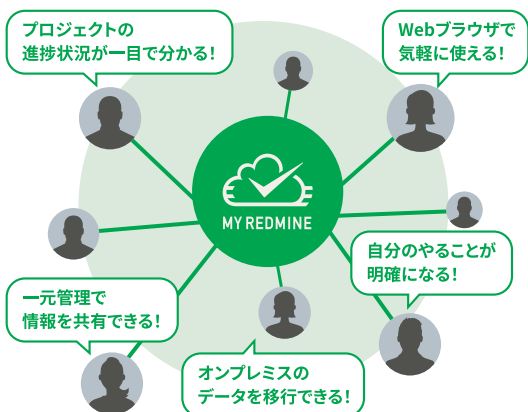 プロジェクトの
進捗状況が一目で分かる！
Webブラウザで
気軽に使える！
MY REDMINE
自分のやることが
明確になる！
一元管理で
情報を共有できる！
オンプレミスの
データを移行できる！